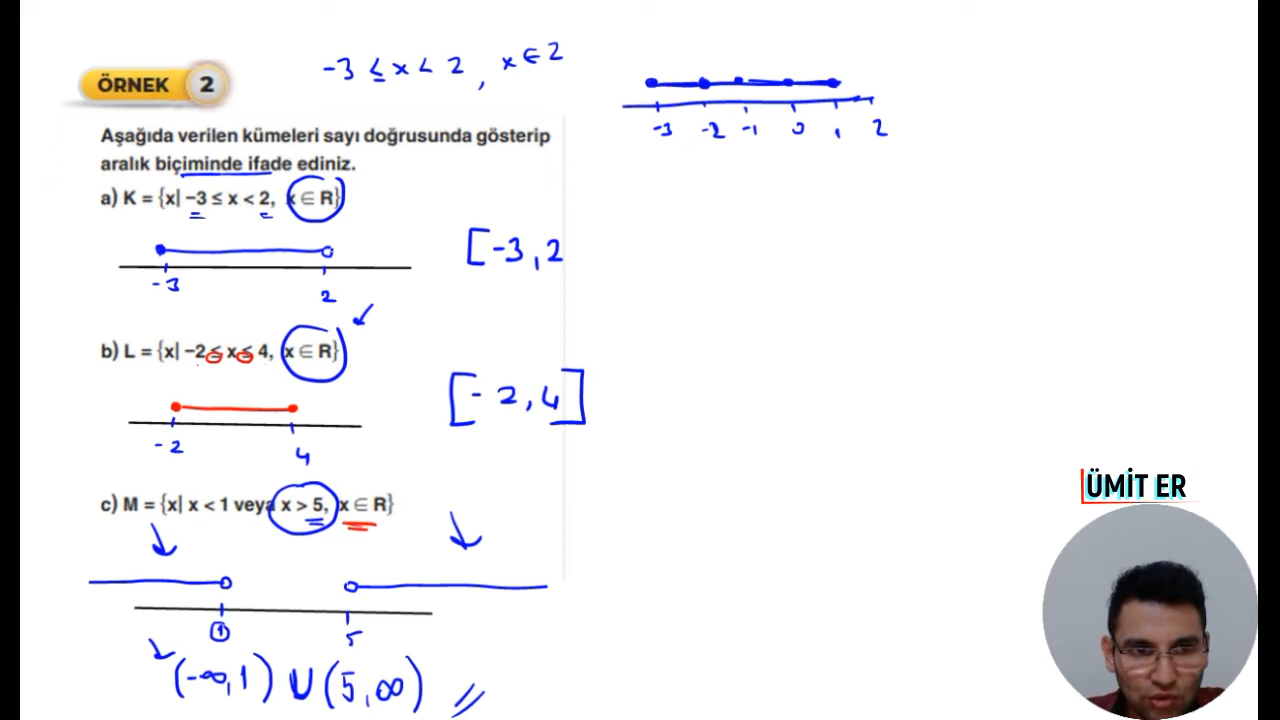 -3 ≤ x < 2 , x ∈ 2
ÖRNEK 2
-3 -2 -1 0 1 2
Aşağıda verilen kümeleri sayı doğrusunda gösterip
aralık biçiminde ifade ediniz.
a) K = {x| −3 ≤ x < 2, x ∈ R}
[-3, 2
-3 2
b) L = {x| −2 ≤ x ≤ 4, x ∈ R}
[-2, 4]
-2 4
c) M = {x| x < 1 veya x > 5, x ∈ R}
1 5
(-∞, 1) U (5, ∞) //
ÜMİT ER